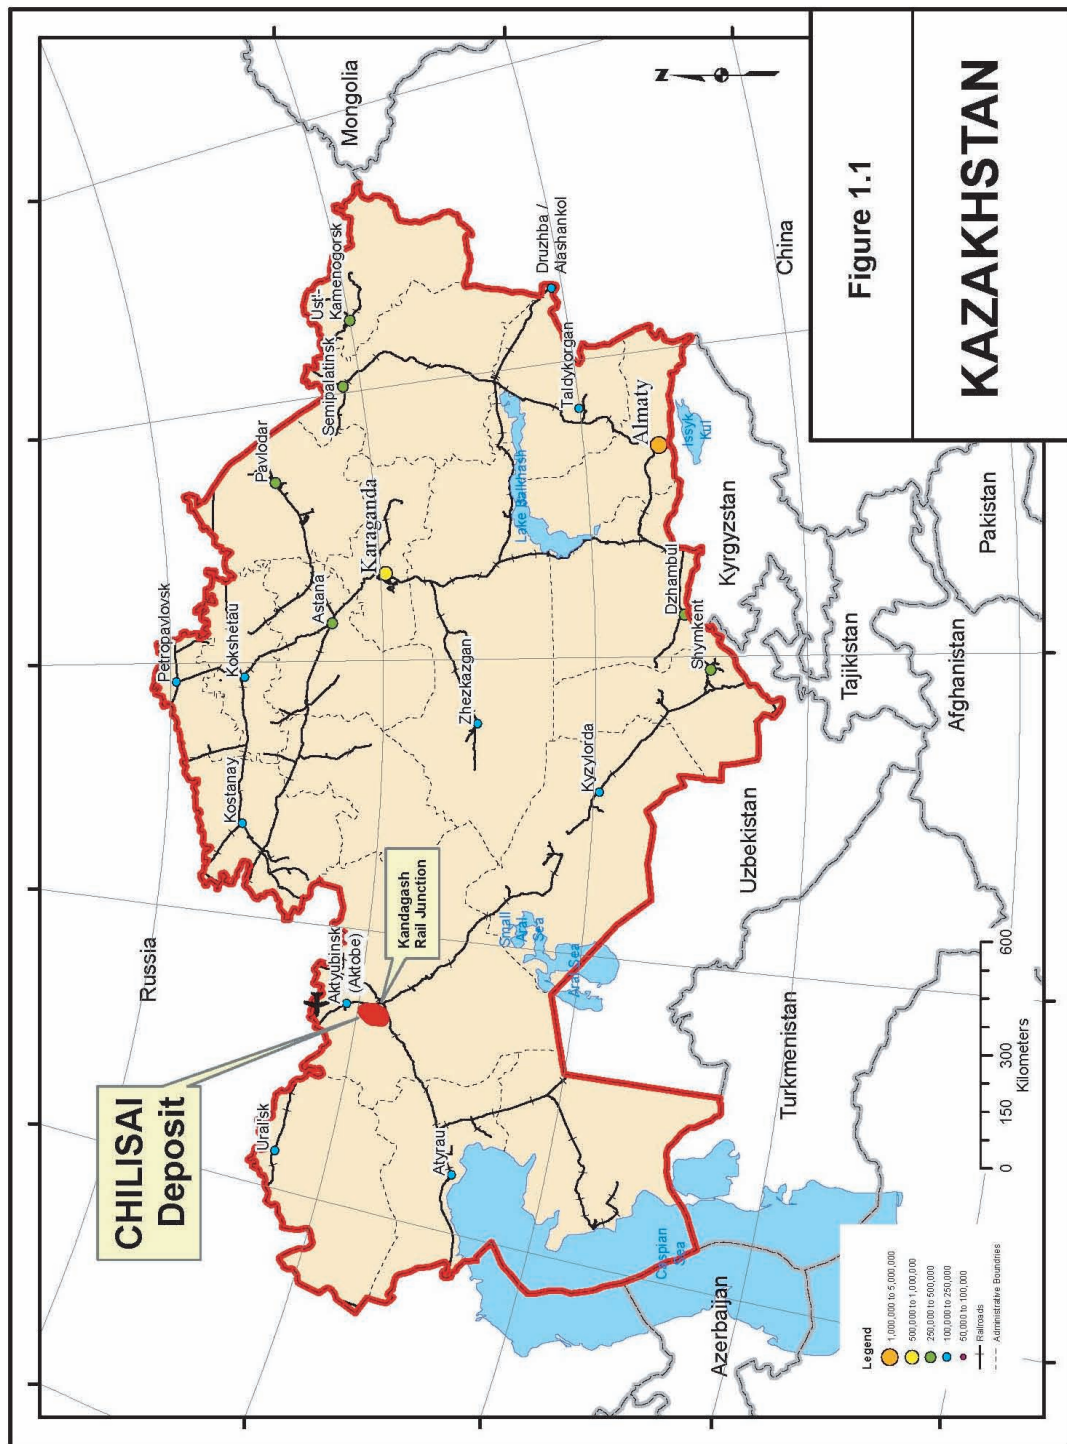 CHILISAI
Deposit
Russia
Mongolia
Petropavlovsk
Kokshetau
Kostanay
Pavlodar
Astana
Semipalatinsk
Ust'-
Kamenogorsk
Karaganda
Uralisk
Aktyubinsk
(Aktobe)
Kandagash
Rail Junction
Atyrau
Zhezkazgan
Lake Balkhash
Druzhba /
Alashankol
Taldykorgan
Almaty
Issyk
Kul
Small
Aral
Sea
Aral Sea
Kyzylorda
Dzhambul
Shymkent
Caspian
Sea
China
Kyrgyzstan
Uzbekistan
Tajikistan
Turkmenistan
Azerbaijan
Afghanistan
Pakistan
N
Legend
1,000,000 to 5,000,000
500,000 to 1,000,000
250,000 to 500,000
100,000 to 250,000
50,000 to 100,000
Railroads
Administrative Boundries
0 150 300 600
Kilometers
Figure 1.1
KAZAKHSTAN